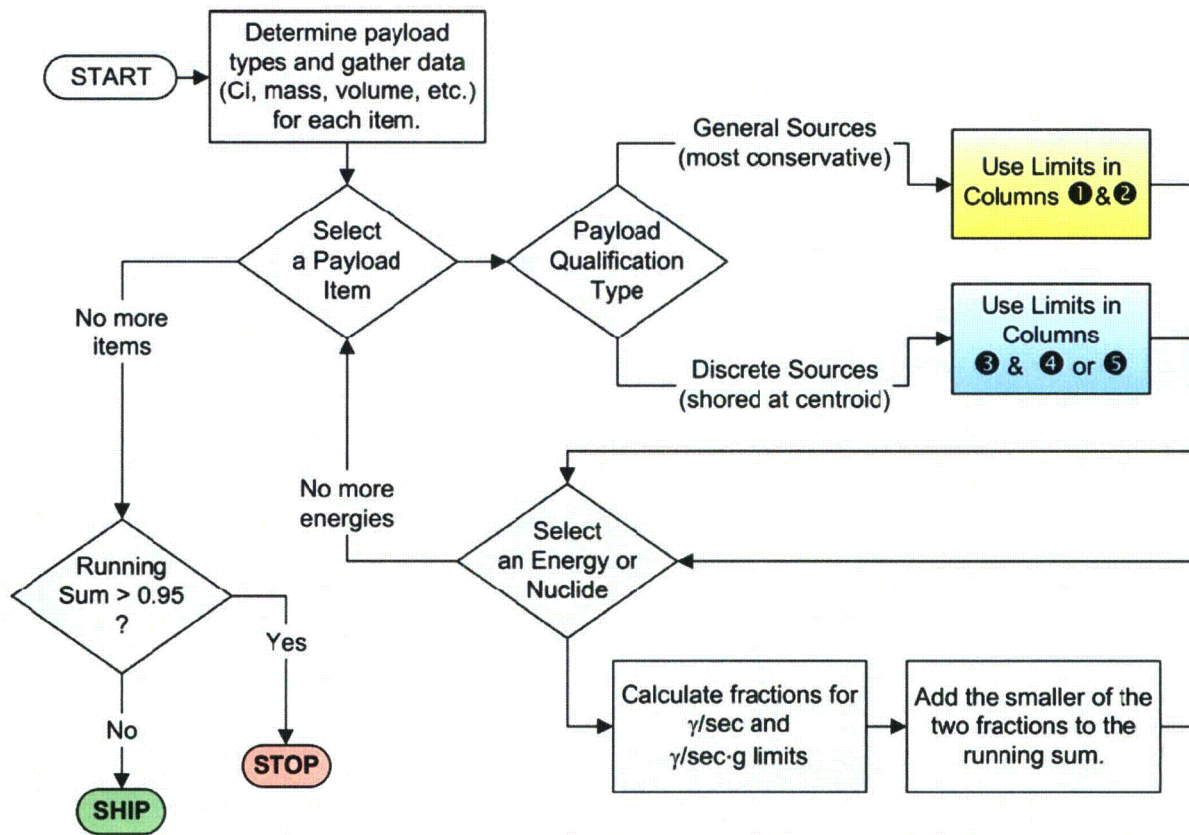 START
Determine payload
types and gather data
(Ci, mass, volume, etc.)
for each item.
Select
a Payload
Item
Payload
Qualification
Type
General Sources
(most conservative)
Use Limits in
Columns ❶&❷
Discrete Sources
(shored at centroid)
Use Limits in
Columns
❸ & ❹ or ❺
No more
items
No more
energies
Select
an Energy or
Nuclide
Running
Sum > 0.95
?
Yes
No
STOP
SHIP
Calculate fractions for
γ/sec and
γ/sec·g limits
Add the smaller of the
two fractions to the
running sum.